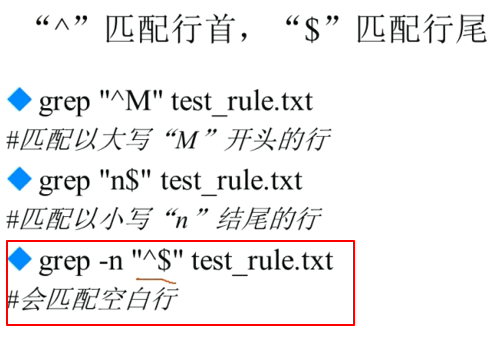 “^”匹配行首，“$”匹配行尾
grep "^M" test_rule.txt
#匹配以大写“M”开头的行
grep "n$" test_rule.txt
#匹配以小写“n”结尾的行
grep -n "^$" test_rule.txt
#会匹配空白行